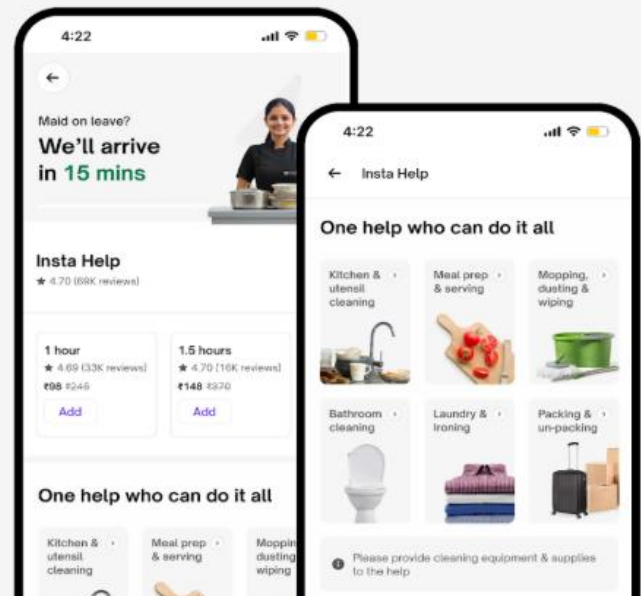 4:22
Maid on leave?
We'll arrive
in 15 mins
Insta Help
★ 4.70 (69K reviews)
1 hour
★ 4.69 (33K reviews)
₹98 ₹245
Add
1.5 hours
★ 4.70 (16K reviews)
₹148 ₹370
Add
One help who can do it all
Kitchen &
utensil
cleaning
Meal prep
& serving
Moppin
dusting
wiping
4:22
Insta Help
One help who can do it all
Kitchen &
utensil
cleaning
Meal prep
& serving
Mopping,
dusting &
wiping
Bathroom
cleaning
Laundry &
Ironing
Packing &
un-packing
Please provide cleaning equipment & supplies
to the help